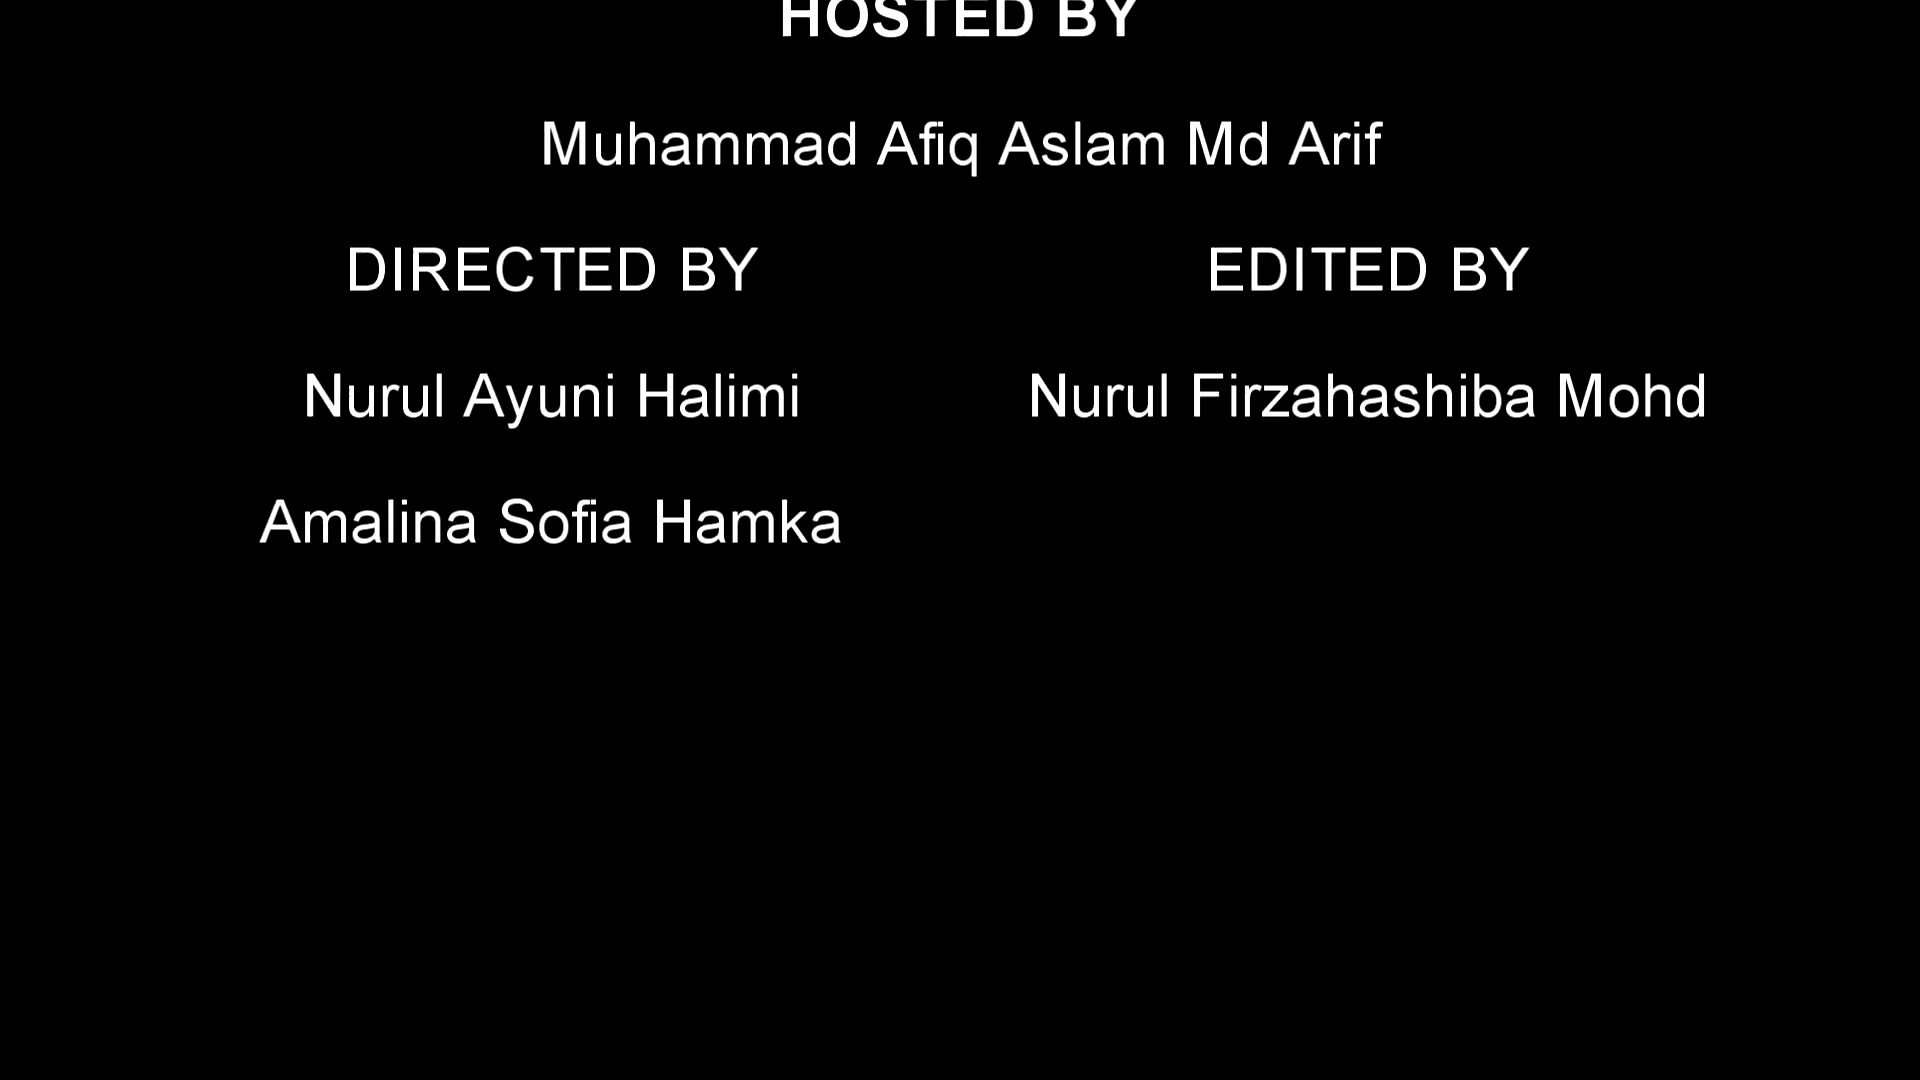 HOSTED BY
Muhammad Afiq Aslam Md Arif
DIRECTED BY
EDITED BY
Nurul Ayuni Halimi
Nurul Firzahashiba Mohd
Amalina Sofia Hamka